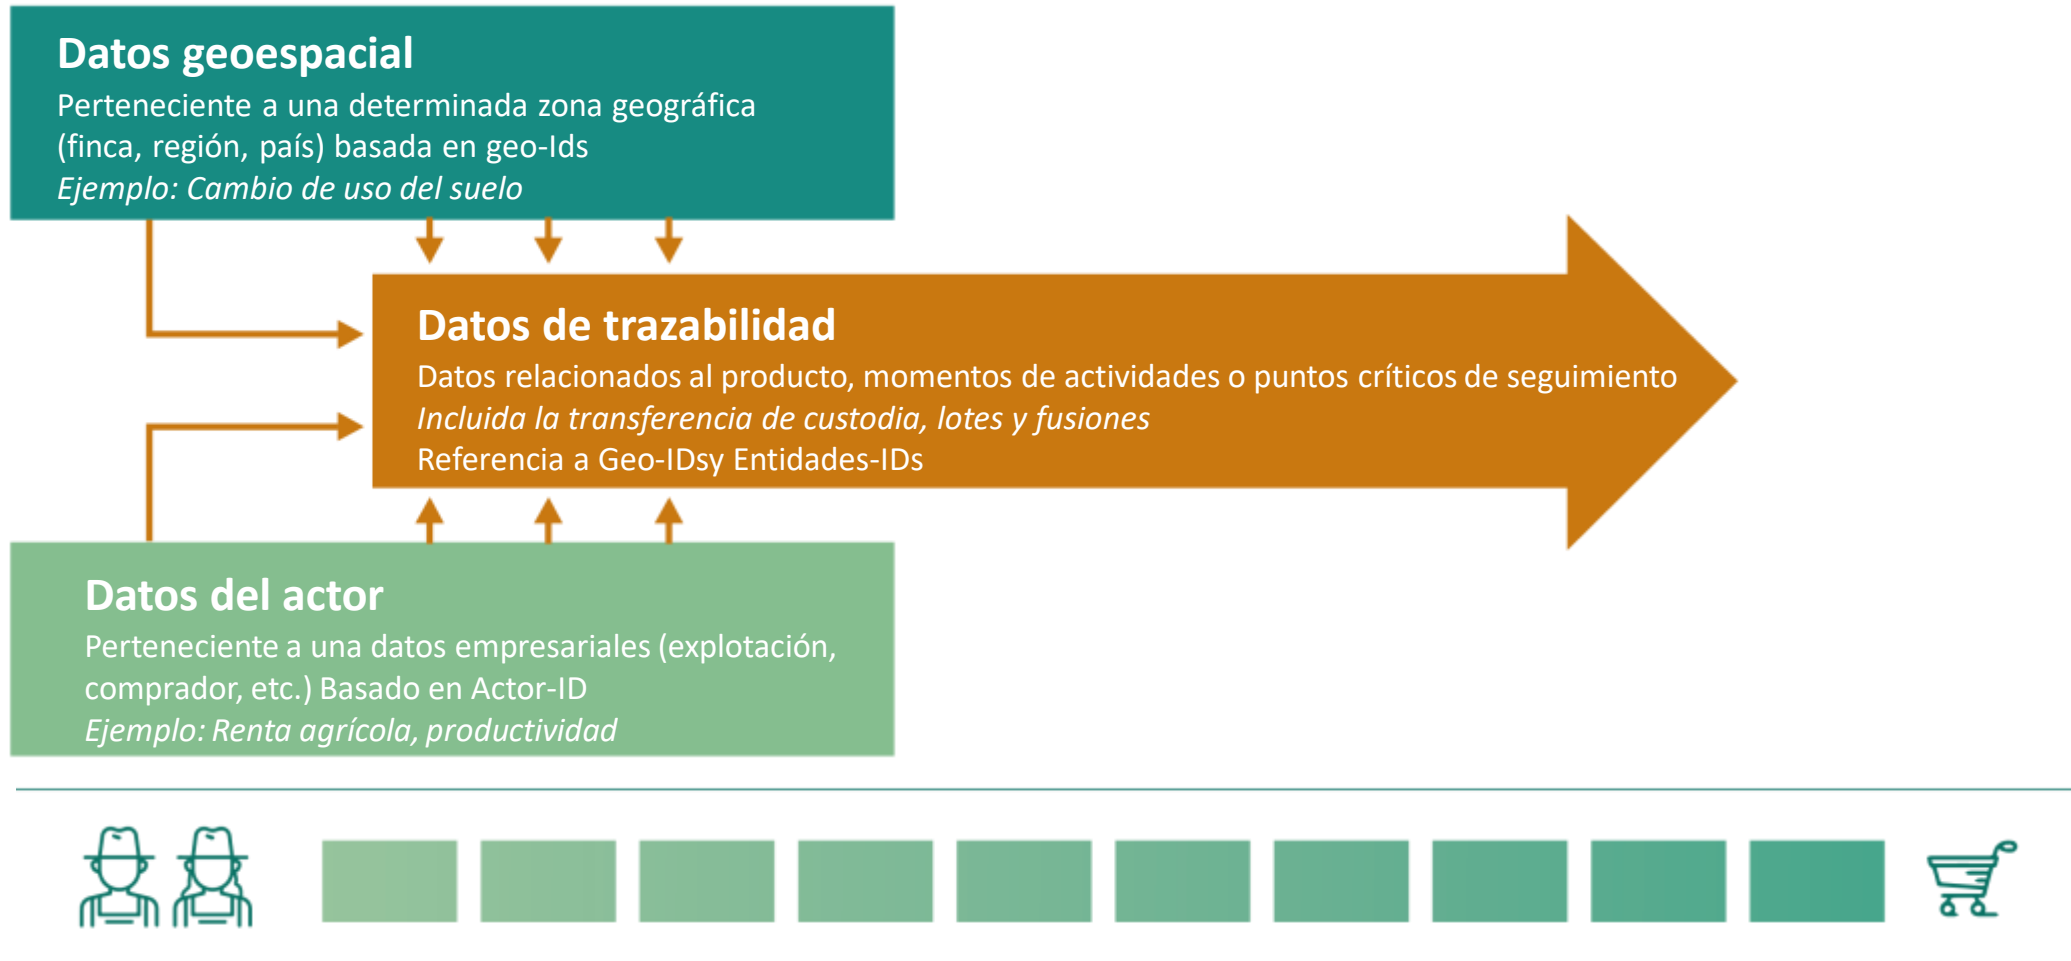 Datos geoespacial
Perteneciente a una determinada zona geográfica
(finca, región, país) basada en geo-Ids
Ejemplo: Cambio de uso del suelo
Datos de trazabilidad
Datos relacionados al producto, momentos de actividades o puntos críticos de seguimiento
Incluida la transferencia de custodia, lotes y fusiones
Referencia a Geo-IDsy Entidades-IDs
Datos del actor
Perteneciente a una datos empresariales (explotación,
comprador, etc.) Basado en Actor-ID
Ejemplo: Renta agrícola, productividad